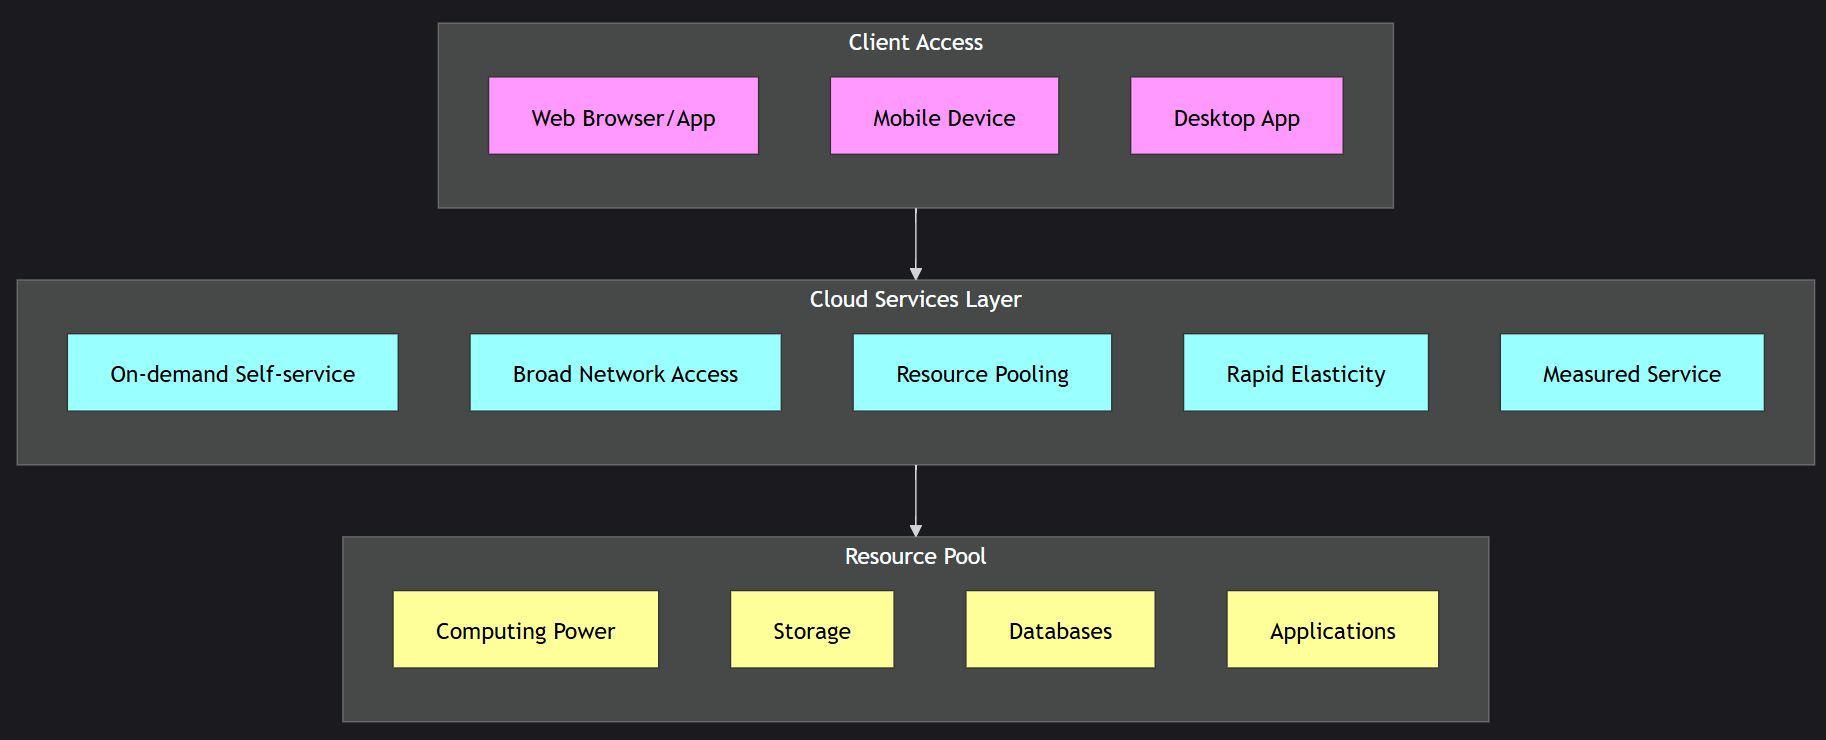 Client Access
Web Browser/App
Mobile Device
Desktop App
Cloud Services Layer
On-demand Self-service
Broad Network Access
Resource Pooling
Rapid Elasticity
Measured Service
Resource Pool
Computing Power
Storage
Databases
Applications